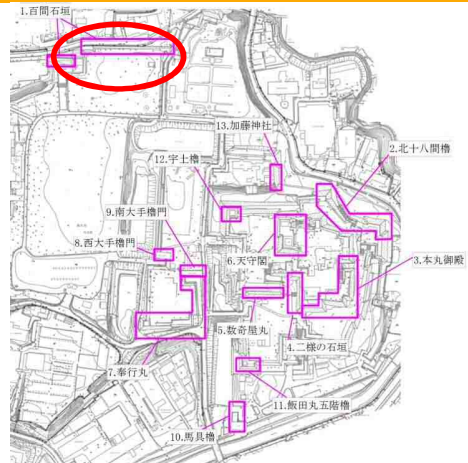 1.百間石垣
13.加藤神社
2.北十八間櫓
12.宇土櫓
9.南大手櫓門
8.西大手櫓門
6.天守閣
3.本丸御殿
5.数奇屋丸
4.二様の石垣
7.奉行丸
11.飯田丸五階櫓
10.馬具櫓